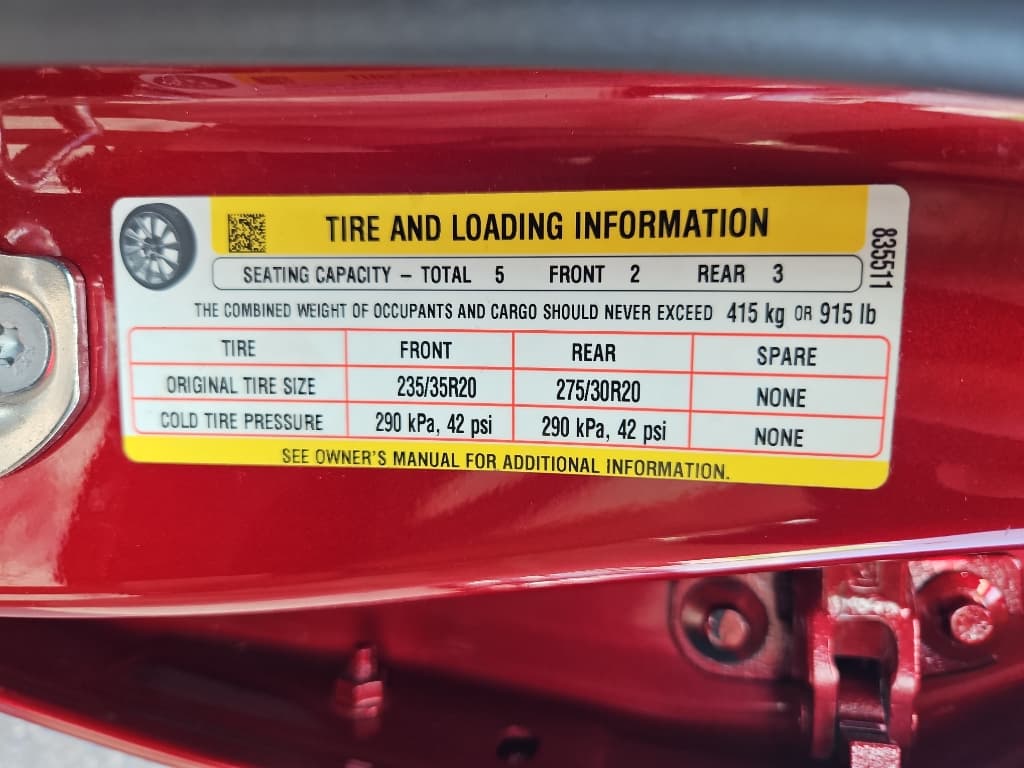 TIRE AND LOADING INFORMATION
SEATING CAPACITY – TOTAL 5 FRONT 2 REAR 3
THE COMBINED WEIGHT OF OCCUPANTS AND CARGO SHOULD NEVER EXCEED 415 kg OR 915 lb
TIRE FRONT REAR SPARE
ORIGINAL TIRE SIZE 235/35R20 275/30R20 NONE
COLD TIRE PRESSURE 290 kPa, 42 psi 290 kPa, 42 psi NONE
SEE OWNER'S MANUAL FOR ADDITIONAL INFORMATION.
835511